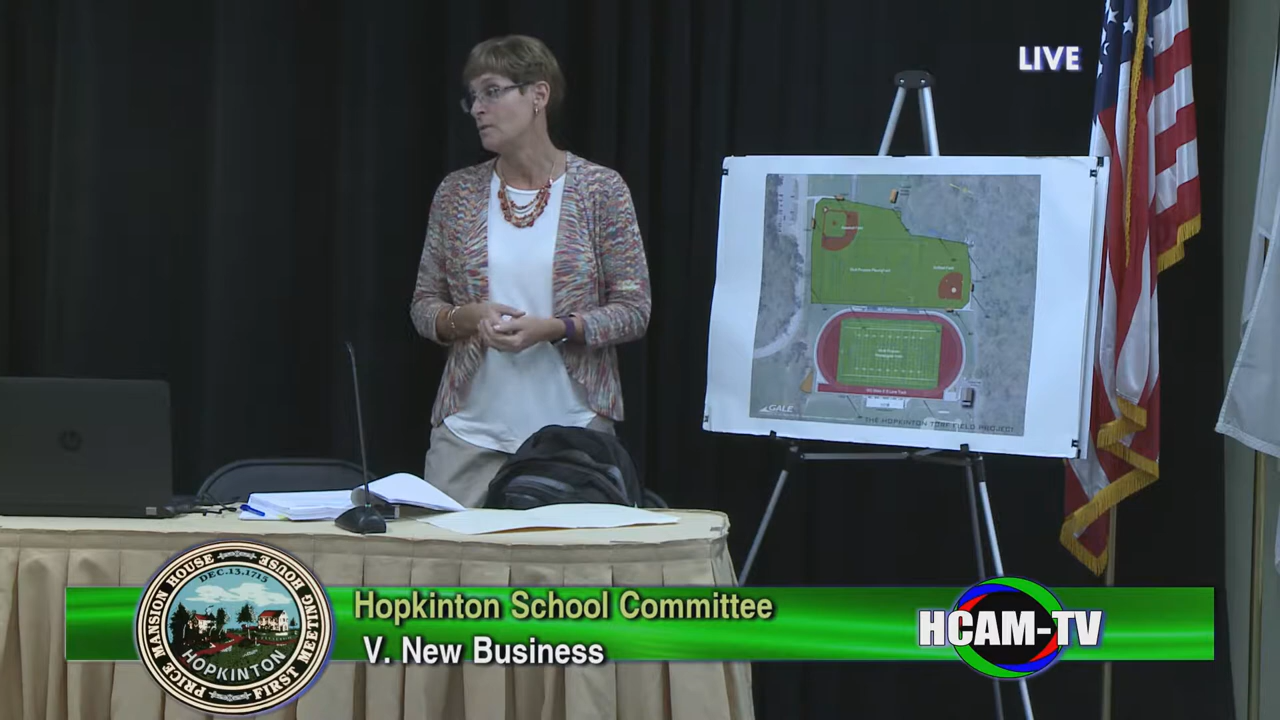 LIVE
GALE
THE HOPKINTON TURF FIELD PROJECT
PRICE MANSION HOUSE
FIRST MEETING HOUSE
DEC. 13. 1715
HOPKINTON
Hopkinton School Committee
V. New Business
HCAM-TV